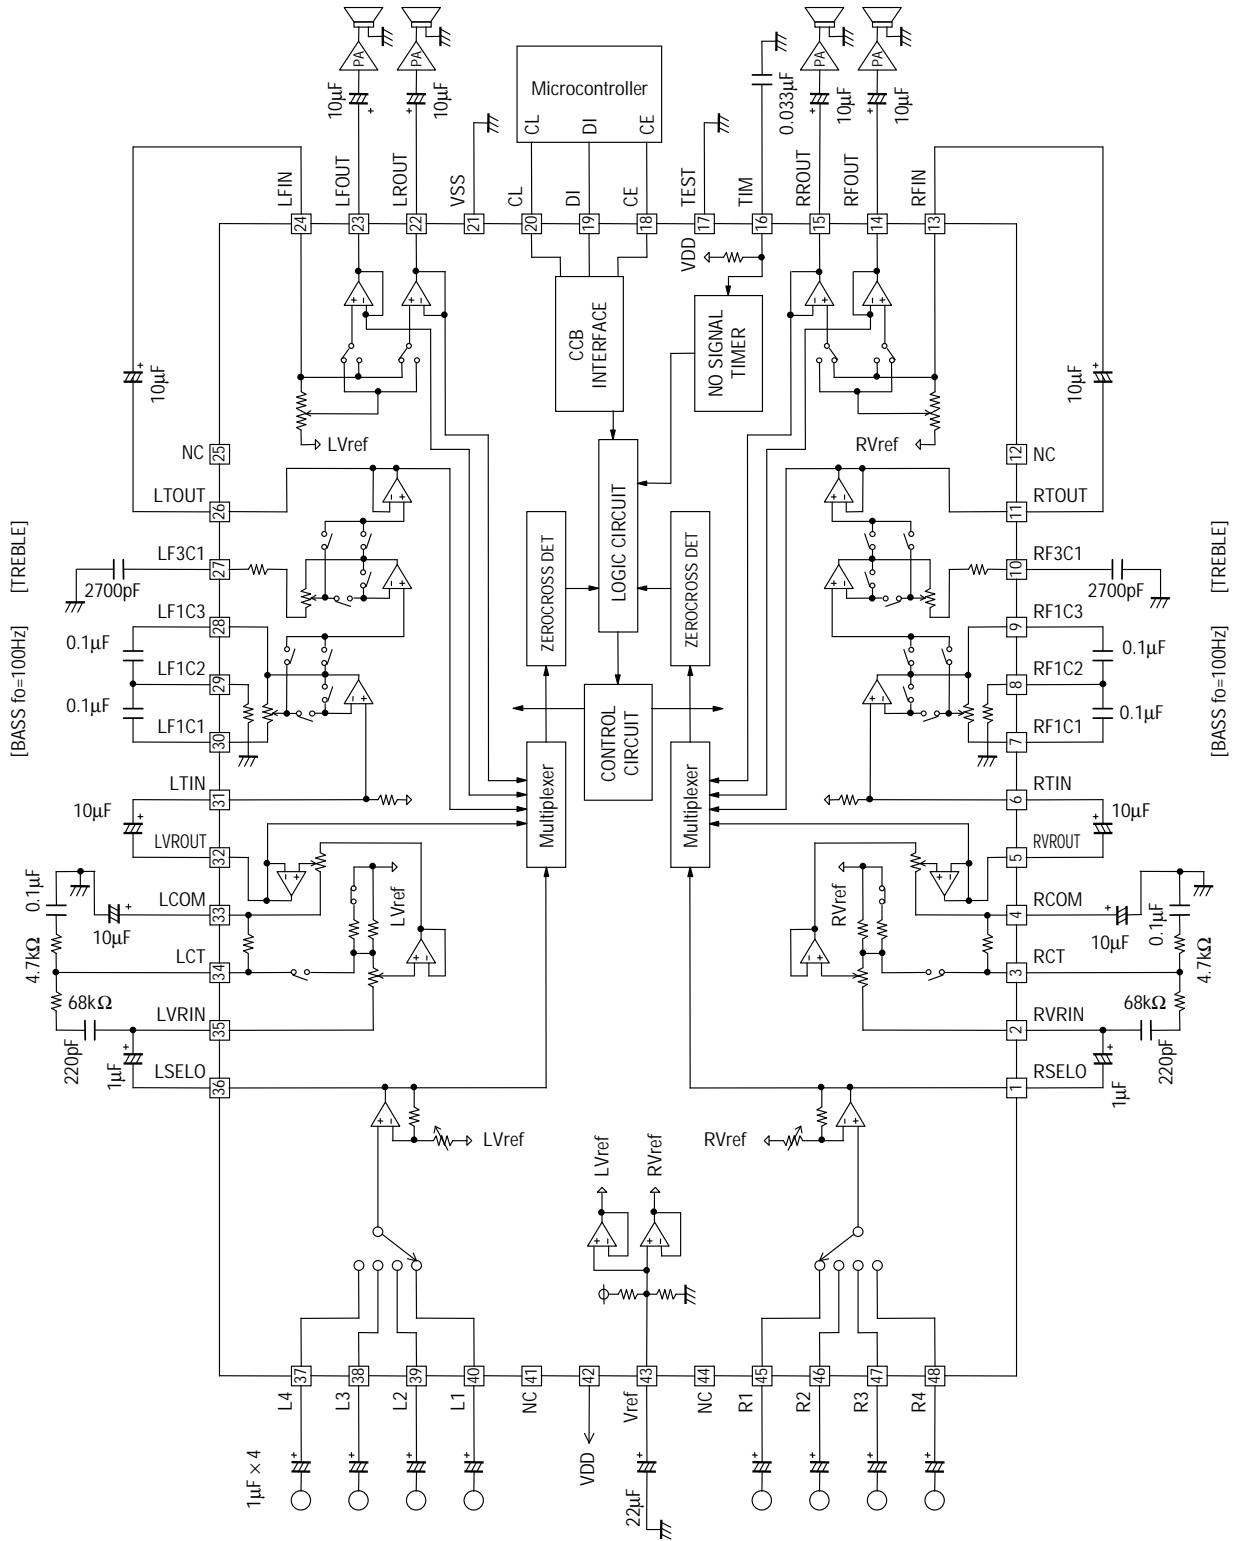 PA
PA
PA
PA
10µF
10µF
0.033µF
10µF
10µF
Microcontroller
CL
DI
CE
LFIN
LFOUT
LROUT
VSS
CL
DI
CE
TEST
TIM
RROUT
RFOUT
RFIN
24
23
22
21
20
19
18
17
16
15
14
13
VDD
CCB
INTERFACE
NO SIGNAL
TIMER
10µF
10µF
LVref
RVref
NC
25
12
NC
LTOUT
26
11
RTOUT
[TREBLE]
LF3C1
27
2700pF
ZEROCROSS DET
LOGIC CIRCUIT
ZEROCROSS DET
10
RF3C1
2700pF
[TREBLE]
[BASS fo=100Hz]
LF1C3
28
0.1µF
LF1C2
29
0.1µF
LF1C1
30
9
RF1C3
0.1µF
8
RF1C2
0.1µF
7
RF1C1
[BASS fo=100Hz]
CONTROL
CIRCUIT
Multiplexer
Multiplexer
LTIN
31
10µF
LVROUT
32
6
RTIN
10µF
5
RVROUT
0.1µF
LCOM
33
10µF
LVref
RVref
4
RCOM
10µF
0.1µF
4.7kΩ
LCT
34
3
RCT
4.7kΩ
68kΩ
LVRIN
35
2
RVRIN
68kΩ
220pF
1µF
LSELO
36
1
RSELO
1µF
220pF
LVref
RVref
LVref
RVref
37
38
39
40
41
42
43
44
45
46
47
48
L4
L3
L2
L1
NC
VDD
Vref
NC
R1
R2
R3
R4
1µF × 4
22µF